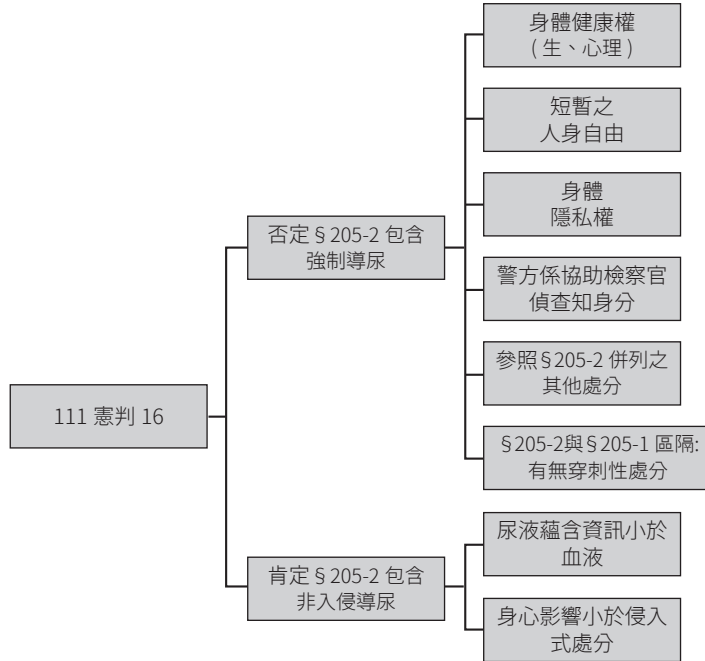 身體健康權
( 生、心理 )
短暫之
人身自由
身體
隱私權
否定 § 205-2 包含
強制導尿
警方係協助檢察官
偵查知身分
參照 § 205-2 併列之
其他處分
111 憲判 16
§205-2與 §205-1 區隔:
有無穿刺性處分
尿液蘊含資訊小於
血液
肯定 § 205-2 包含
非入侵導尿
身心影響小於侵入
式處分